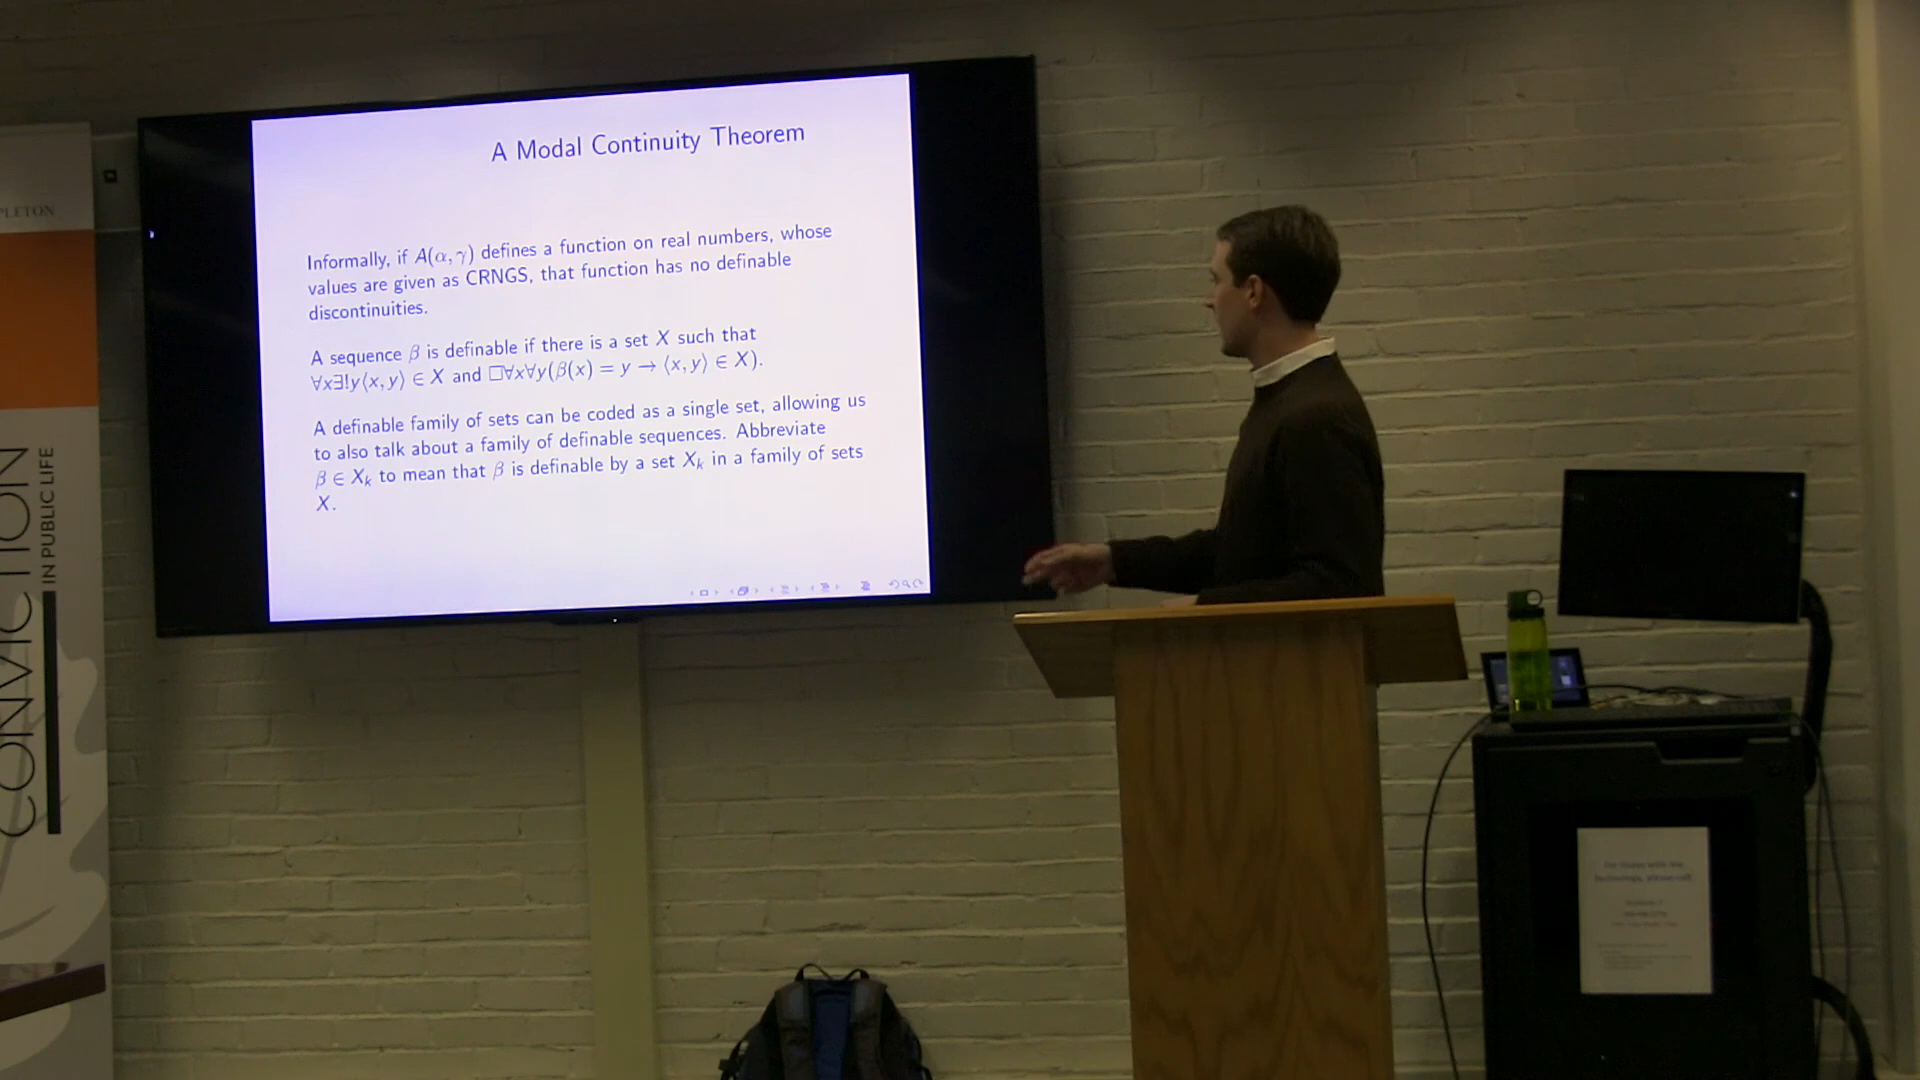 A Modal Continuity Theorem
Informally, if A(α, γ) defines a function on real numbers, whose
values are given as CRNGS, that function has no definable
discontinuities.
A sequence β is definable if there is a set X such that
∀x∃!y⟨x, y⟩ ∈ X and □∀x∀y(β(x) = y → ⟨x, y⟩ ∈ X).
A definable family of sets can be coded as a single set, allowing us
to also talk about a family of definable sequences. Abbreviate
β ∈ Xₖ to mean that β is definable by a set Xₖ in a family of sets
X.
PLETON
CONVICTION
IN PUBLIC LIFE